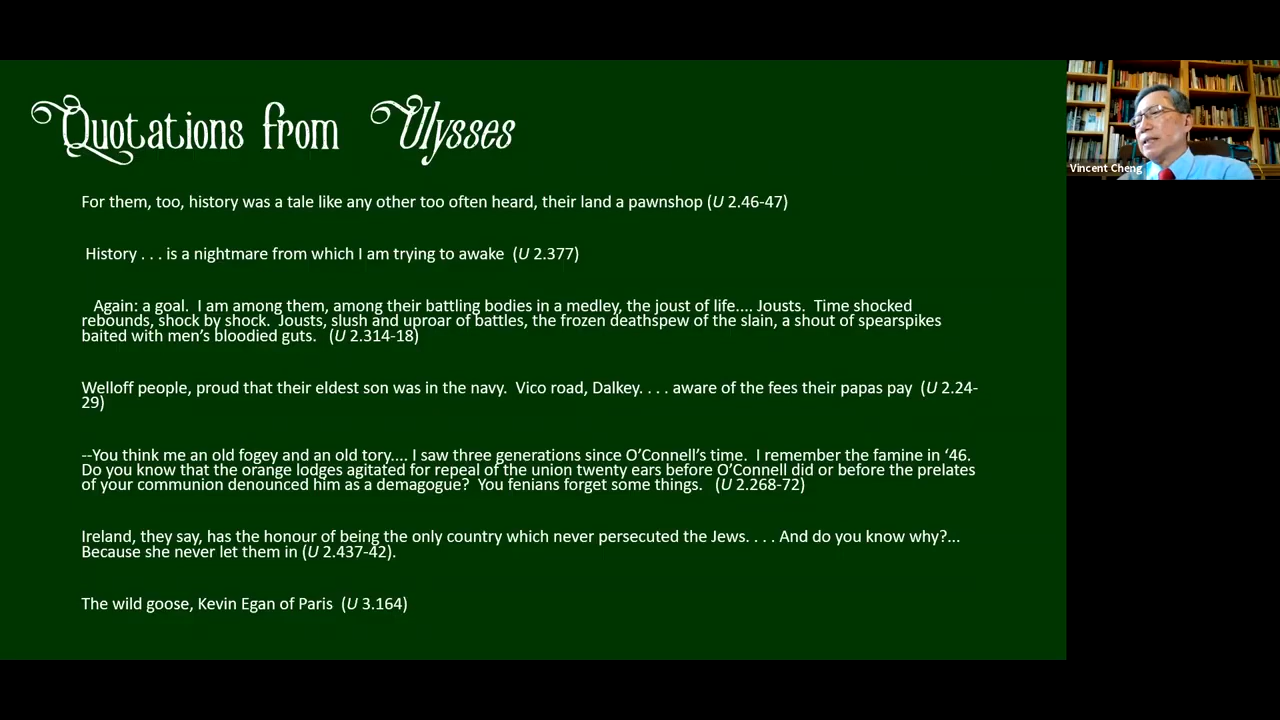 Quotations from Ulysses
Vincent Cheng
For them, too, history was a tale like any other too often heard, their land a pawnshop (U 2.46-47)
History . . . is a nightmare from which I am trying to awake (U 2.377)
Again: a goal. I am among them, among their battling bodies in a medley, the joust of life.... Jousts. Time shocked
rebounds, shock by shock. Jousts, slush and uproar of battles, the frozen deathspew of the slain, a shout of spearspikes
baited with men's bloodied guts. (U 2.314-18)
Welloff people, proud that their eldest son was in the navy. Vico road, Dalkey. . . . aware of the fees their papas pay (U 2.24-
29)
--You think me an old fogey and an old tory.... I saw three generations since O'Connell's time. I remember the famine in '46.
Do you know that the orange lodges agitated for repeal of the union twenty ears before O'Connell did or before the prelates
of your communion denounced him as a demagogue? You fenians forget some things. (U 2.268-72)
Ireland, they say, has the honour of being the only country which never persecuted the Jews. . . . And do you know why?...
Because she never let them in (U 2.437-42).
The wild goose, Kevin Egan of Paris (U 3.164)